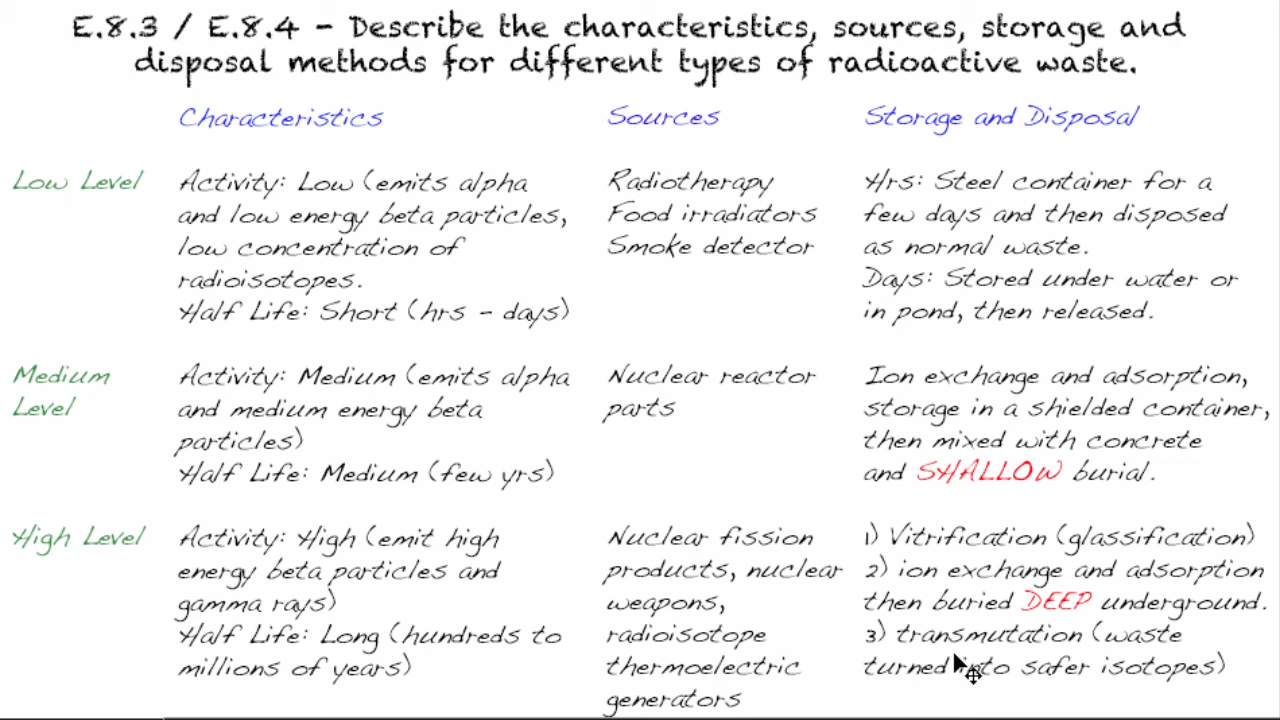 E.8.3 / E.8.4 - Describe the characteristics, sources, storage and
disposal methods for different types of radioactive waste.
Characteristics
Sources
Storage and Disposal
Low Level
Activity: Low (emits alpha
and low energy beta particles,
low concentration of
radioisotopes.
Half Life: Short (hrs - days)
Radiotherapy
Food irradiators
Smoke detector
Hrs: Steel container for a
few days and then disposed
as normal waste.
Days: Stored under water or
in pond, then released.
Medium
Level
Activity: Medium (emits alpha
and medium energy beta
particles)
Half Life: Medium (few yrs)
Nuclear reactor
parts
Ion exchange and adsorption,
storage in a shielded container,
then mixed with concrete
and SHALLOW burial.
High Level
Activity: High (emit high
energy beta particles and
gamma rays)
Half Life: Long (hundreds to
millions of years)
Nuclear fission
products, nuclear
weapons,
radioisotope
thermoelectric
generators
1) Vitrification (glassification)
2) ion exchange and adsorption
then buried DEEP underground.
3) transmutation (waste
turned into safer isotopes)